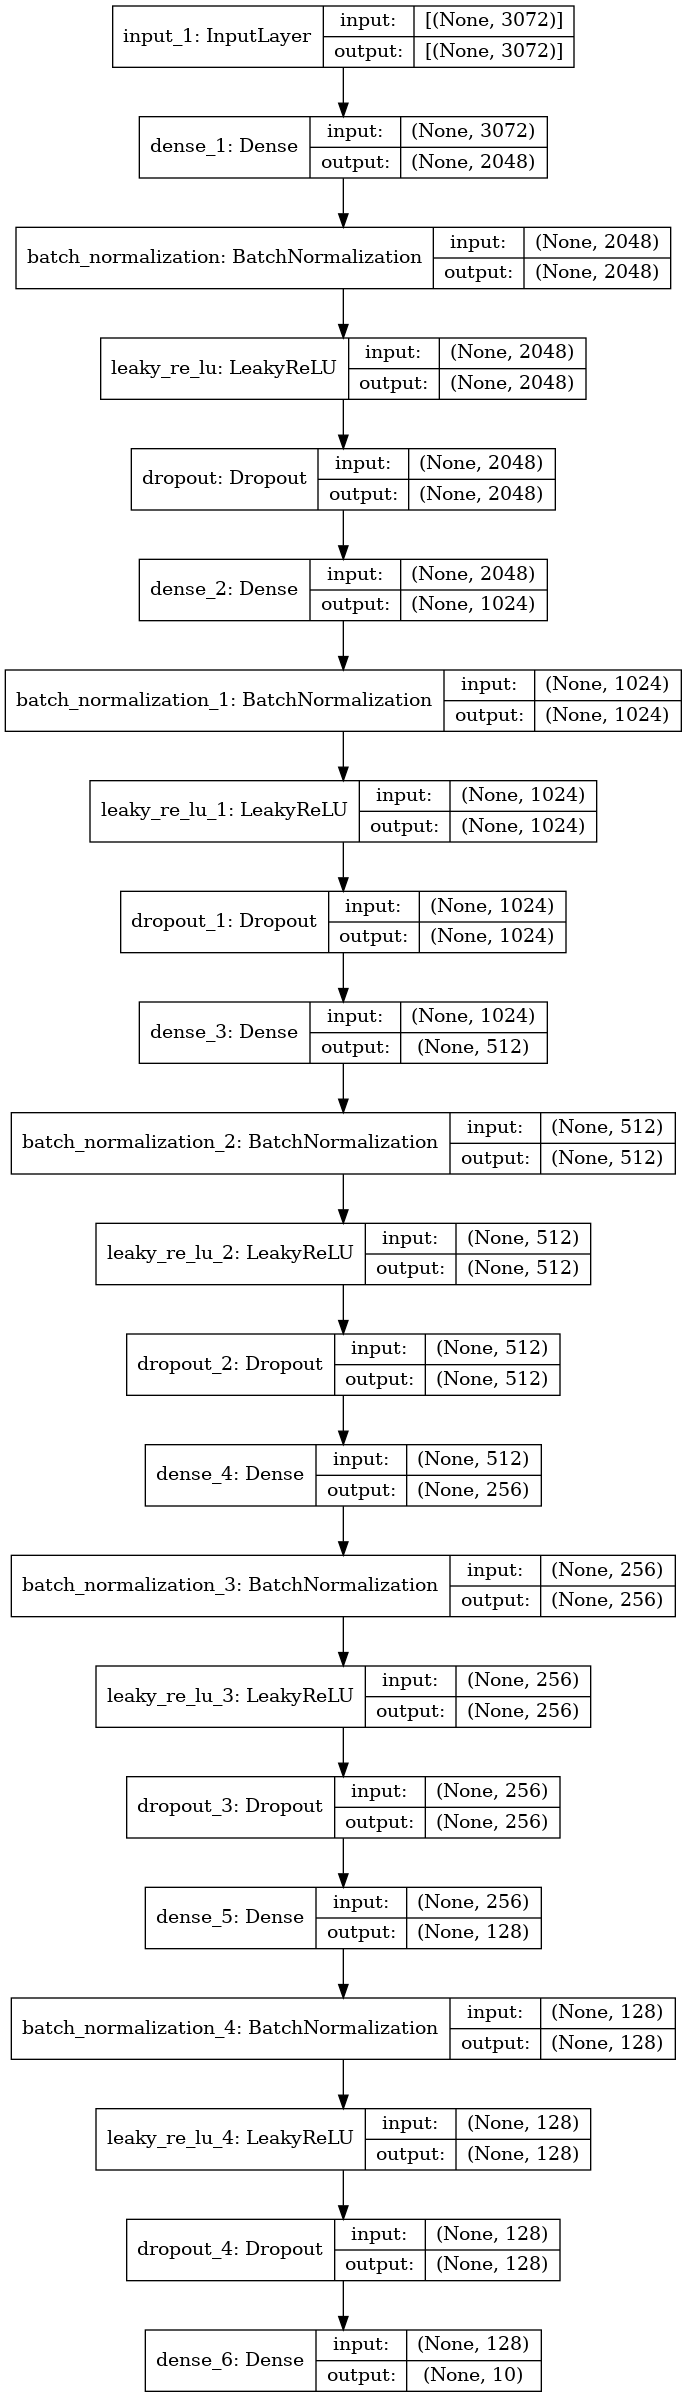 input_1: InputLayer
input: [(None, 3072)]
output: [(None, 3072)]
dense_1: Dense
input: (None, 3072)
output: (None, 2048)
batch_normalization: BatchNormalization
input: (None, 2048)
output: (None, 2048)
leaky_re_lu: LeakyReLU
input: (None, 2048)
output: (None, 2048)
dropout: Dropout
input: (None, 2048)
output: (None, 2048)
dense_2: Dense
input: (None, 2048)
output: (None, 1024)
batch_normalization_1: BatchNormalization
input: (None, 1024)
output: (None, 1024)
leaky_re_lu_1: LeakyReLU
input: (None, 1024)
output: (None, 1024)
dropout_1: Dropout
input: (None, 1024)
output: (None, 1024)
dense_3: Dense
input: (None, 1024)
output: (None, 512)
batch_normalization_2: BatchNormalization
input: (None, 512)
output: (None, 512)
leaky_re_lu_2: LeakyReLU
input: (None, 512)
output: (None, 512)
dropout_2: Dropout
input: (None, 512)
output: (None, 512)
dense_4: Dense
input: (None, 512)
output: (None, 256)
batch_normalization_3: BatchNormalization
input: (None, 256)
output: (None, 256)
leaky_re_lu_3: LeakyReLU
input: (None, 256)
output: (None, 256)
dropout_3: Dropout
input: (None, 256)
output: (None, 256)
dense_5: Dense
input: (None, 256)
output: (None, 128)
batch_normalization_4: BatchNormalization
input: (None, 128)
output: (None, 128)
leaky_re_lu_4: LeakyReLU
input: (None, 128)
output: (None, 128)
dropout_4: Dropout
input: (None, 128)
output: (None, 128)
dense_6: Dense
input: (None, 128)
output: (None, 10)